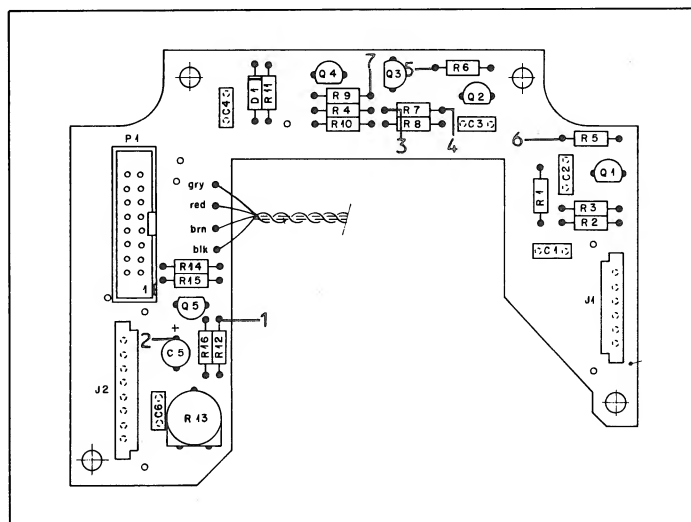 Q4
7
Q3
5
R6
C4
D1
R11
R9
Q2
R4
R7
R10
R8
C3
3
4
6
R5
P1
gry
red
brn
blk
C2
Q1
R1
R3
R2
C1
R14
R15
1
J1
Q5
1
+
2
C5
R16
R12
J2
C6
R13